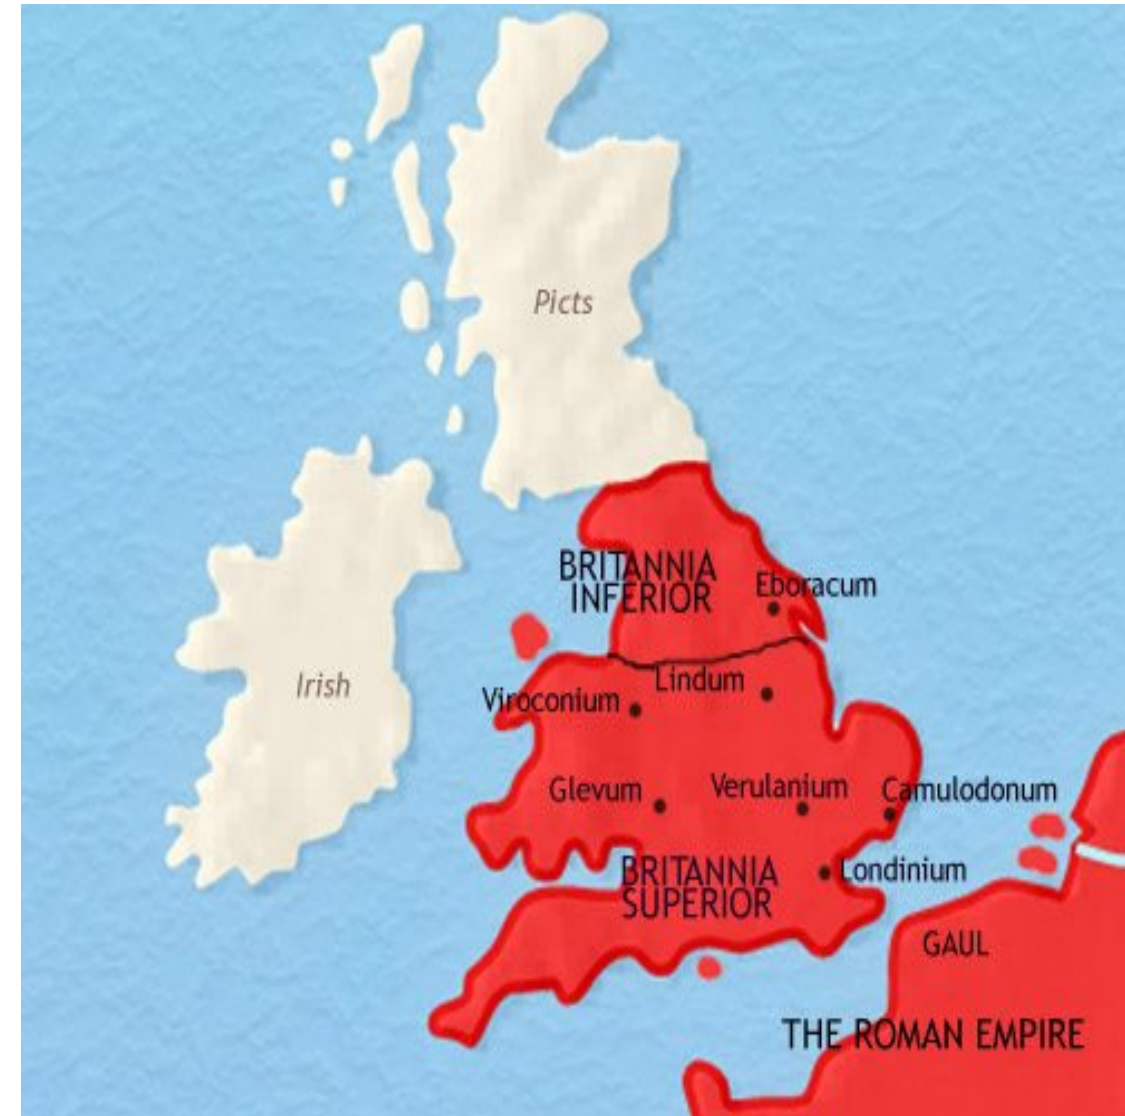 Picts
BRITANNIA
INFERIOR
Eboracum
Irish
Lindum
Viroconium
Glevum
Verulanium
Camulodonum
BRITANNIA
SUPERIOR
Londinium
GAUL
THE ROMAN EMPIRE